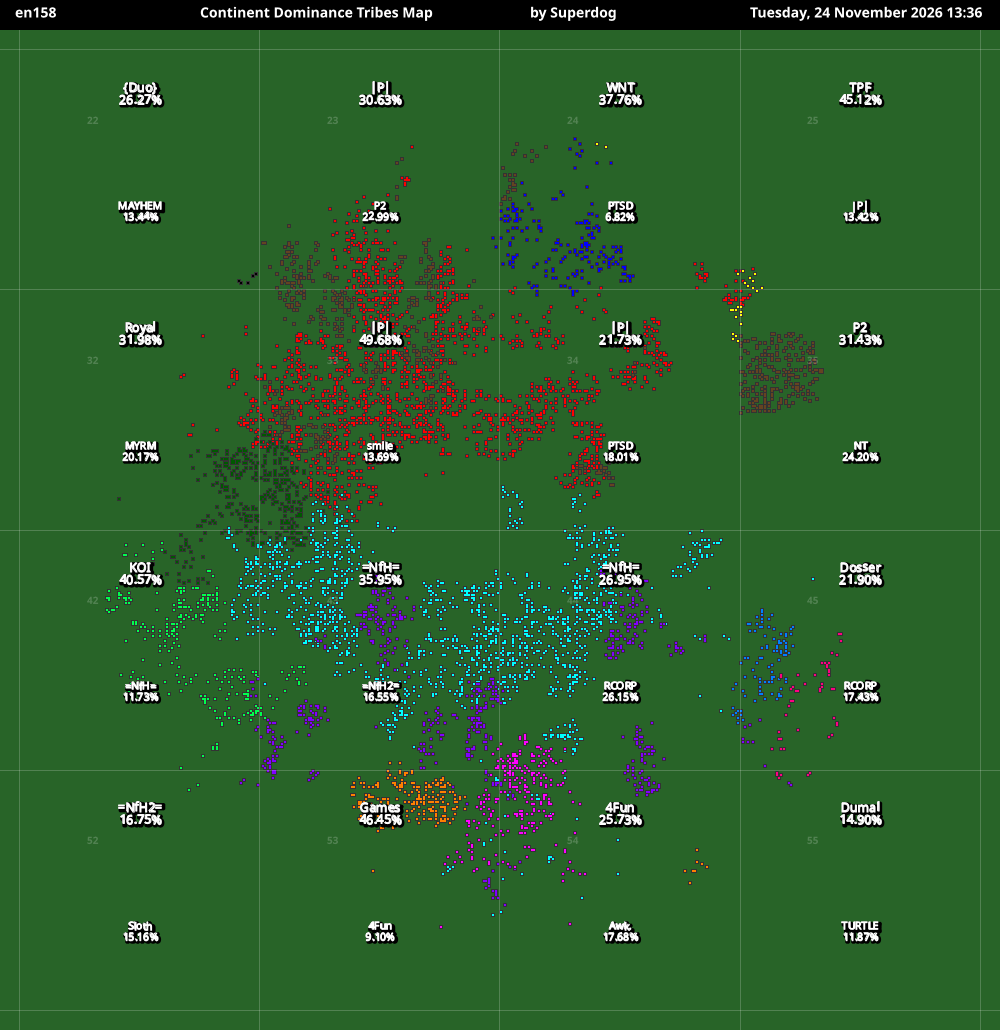 en158 Continent Dominance Tribes Map by Superdog Tuesday, 24 November 2026 13:36
{Duo} |P| WNT TPF
26.27% 30.63% 37.76% 45.12%
22 23 24 25
MAYHEM P2 PTSD |P|
13.44% 22.99% 6.82% 13.42%
Royal |P| |P| P2
31.98% 49.68% 21.73% 31.43%
32 34
MYRM smile PTSD NT
20.17% 13.69% 18.01% 24.20%
KOI =NfH= =NfH= Dosser
40.57% 35.95% 26.95% 21.90%
42 45
=NfH= =NfH2= RCORP RCORP
11.73% 16.55% 26.15% 17.43%
=NfH2= Games 4Fun Dumal
16.75% 46.45% 25.73% 14.90%
52 53 54 55
Sloth 4Fun Awk. TURTLE
15.16% 9.10% 17.68% 11.87%